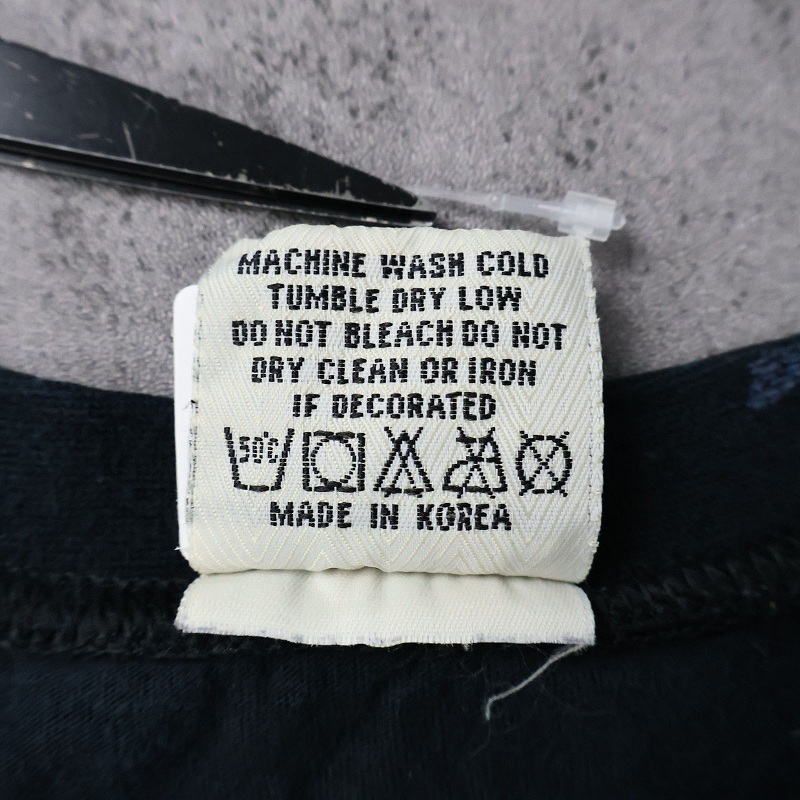 MACHINE WASH COLD
TUMBLE DRY LOW
DO NOT BLEACH DO NOT
DRY CLEAN OR IRON
IF DECORATED
50°C
MADE IN KOREA